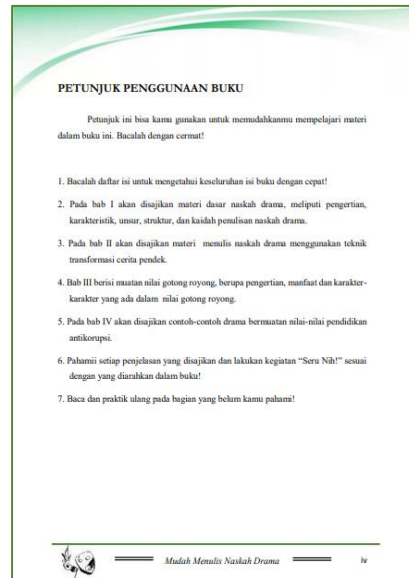 PETUNJUK PENGGUNAAN BUKU
Petunjuk ini bisa kamu gunakan untuk memudahkanmu mempelajari materi
dalam buku ini. Bacalah dengan cermat!
1. Bacalah daftar isi untuk mengetahui keseluruhan isi buku dengan cepat!
2. Pada bab I akan disajikan materi dasar naskah drama, meliputi pengertian,
karakteristik, unsur, struktur, dan kaidah penulisan naskah drama.
3. Pada bab II akan disajikan materi menulis naskah drama menggunakan teknik
transformasi cerita pendek.
4. Bab III berisi muatan nilai gotong royong, berupa pengertian, manfaat dan karakter-
karakter yang ada dalam nilai gotong royong.
5. Pada bab IV akan disajikan contoh-contoh drama bermuatan nilai-nilai pendidikan
antikorupsi.
6. Pahamii setiap penjelasan yang disajikan dan lakukan kegiatan “Seru Nih!” sesuai
dengan yang diarahkan dalam buku!
7. Baca dan praktik ulang pada bagian yang belum kamu pahami!
Mudah Menulis Naskah Drama iv